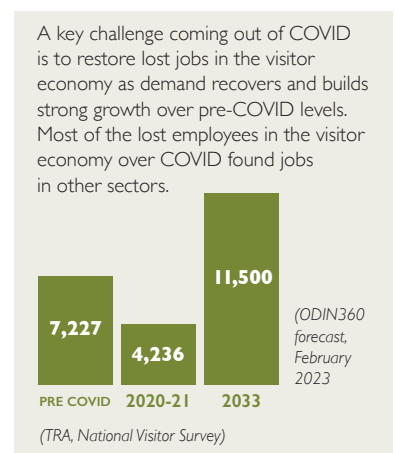 A key challenge coming out of COVID
is to restore lost jobs in the visitor
economy as demand recovers and builds
strong growth over pre-COVID levels.
Most of the lost employees in the visitor
economy over COVID found jobs
in other sectors.
11,500
7,227
4,236
(ODIN360
forecast,
February
2023
PRE COVID 2020-21 2033
(TRA, National Visitor Survey)